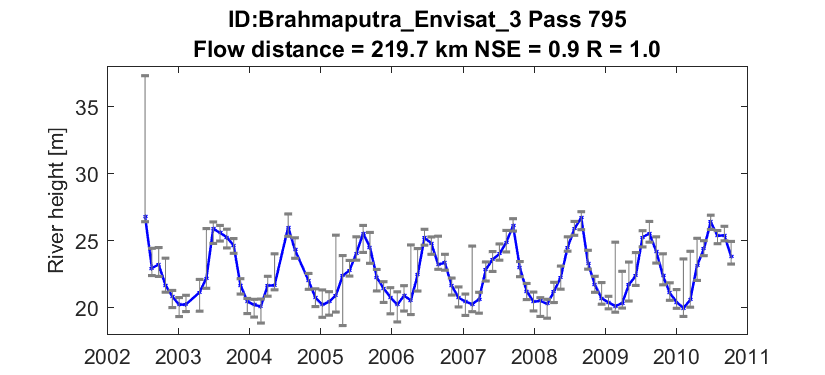 ID:Brahmaputra_Envisat_3 Pass 795
Flow distance = 219.7 km NSE = 0.9 R = 1.0
River height [m]
35
30
25
20
2002 2003 2004 2005 2006 2007 2008 2009 2010 2011